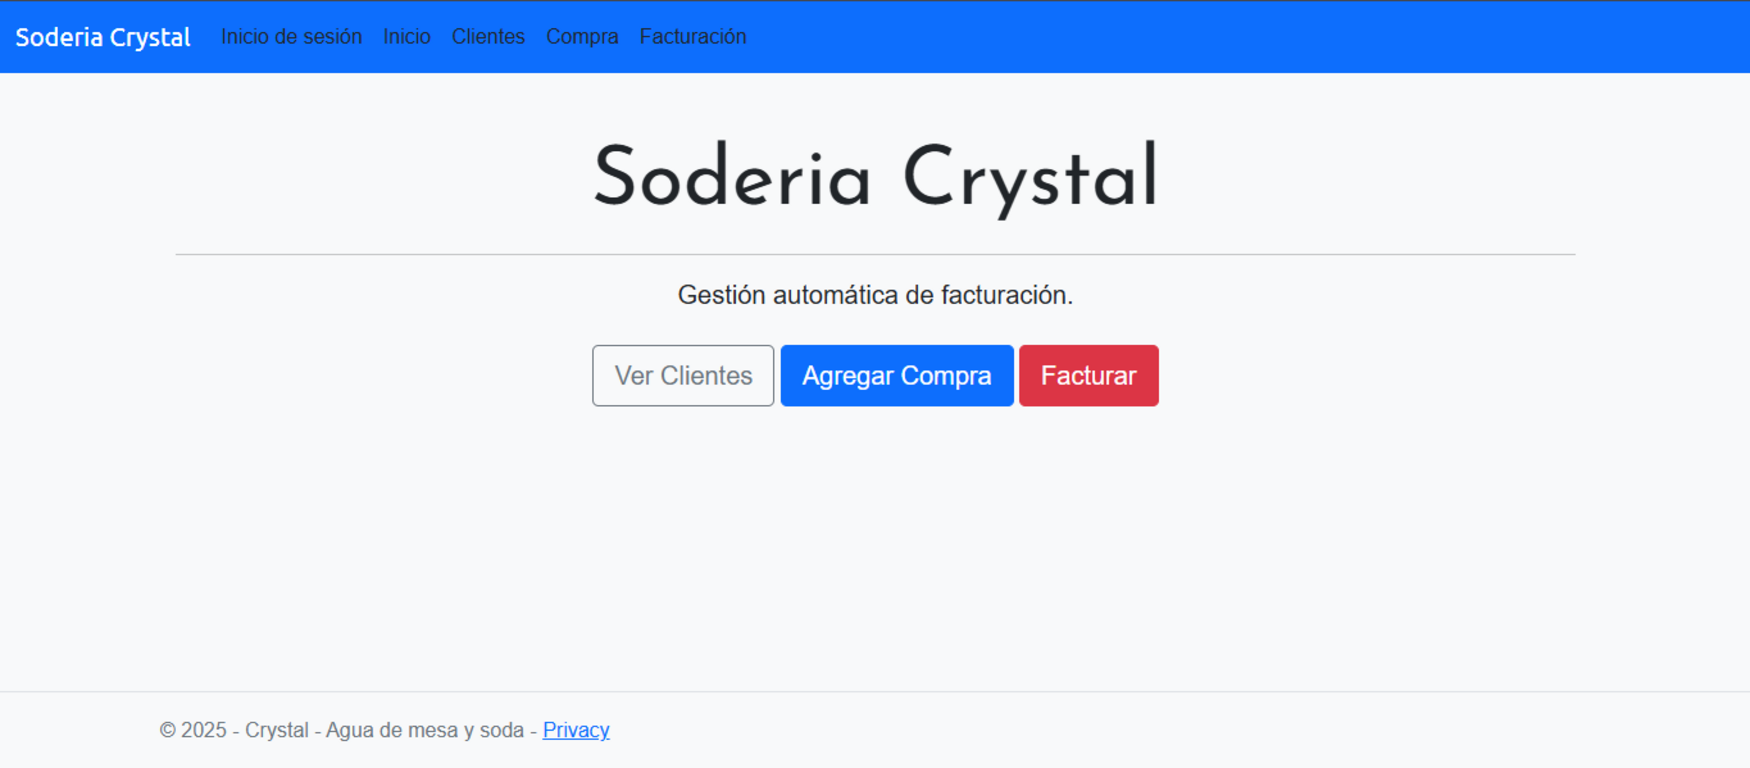 Soderia Crystal Inicio de sesión Inicio Clientes Compra Facturación
Soderia Crystal
Gestión automática de facturación.
Ver Clientes Agregar Compra Facturar
© 2025 - Crystal - Agua de mesa y soda - Privacy